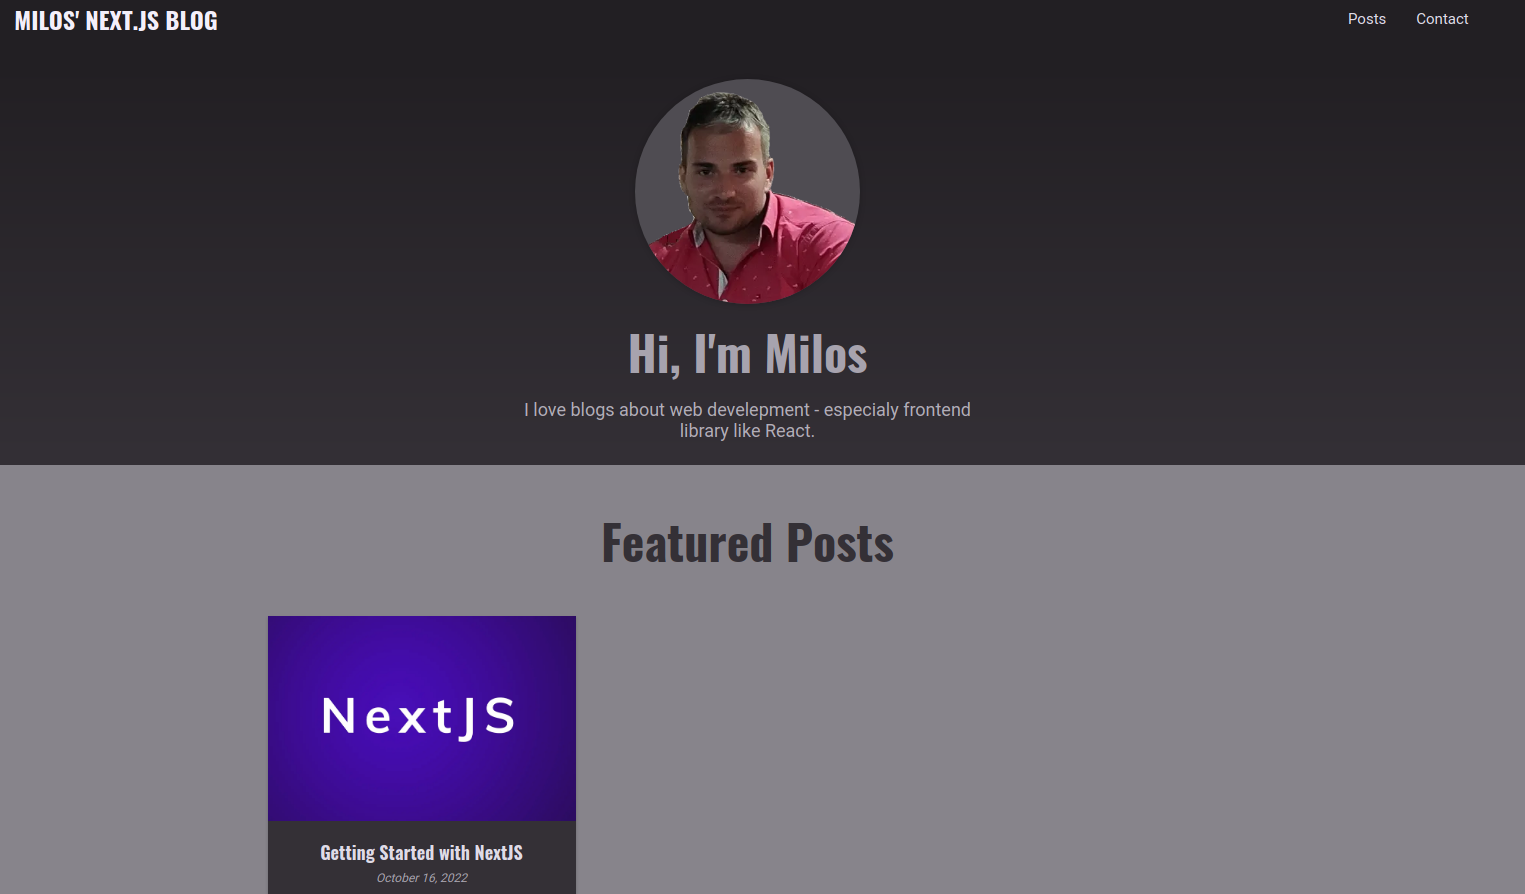 MILOS' NEXT.JS BLOG
Posts
Contact
Hi, I'm Milos
I love blogs about web develepment - especialy frontend
library like React.
Featured Posts
NextJS
Getting Started with NextJS
October 16, 2022